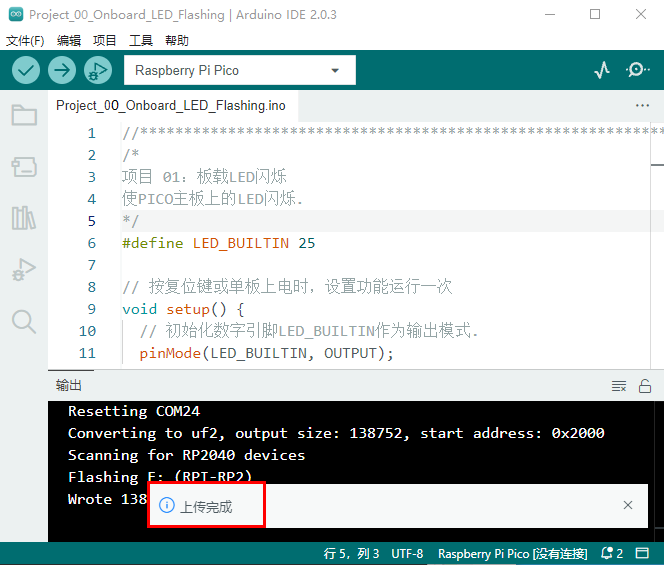 Project_00_Onboard_LED_Flashing | Arduino IDE 2.0.3
文件(F) 编辑 项目 工具 帮助
Raspberry Pi Pico
Project_00_Onboard_LED_Flashing.ino
1 //************************************************************
2 /*
3 项目 01：板载LED闪烁
4 使PICO主板上的LED闪烁.
5 */
6 #define LED_BUILTIN 25
7
8 // 按复位键或单板上电时，设置功能运行一次
9 void setup() {
10 // 初始化数字引脚LED_BUILTIN作为输出模式.
11 pinMode(LED_BUILTIN, OUTPUT);
输出
Resetting COM24
Converting to uf2, output size: 138752, start address: 0x2000
Scanning for RP2040 devices
Flashing F: (RPI-RP2)
Wrote 138
上传完成
行 5，列 3 UTF-8 Raspberry Pi Pico [没有连接] 2